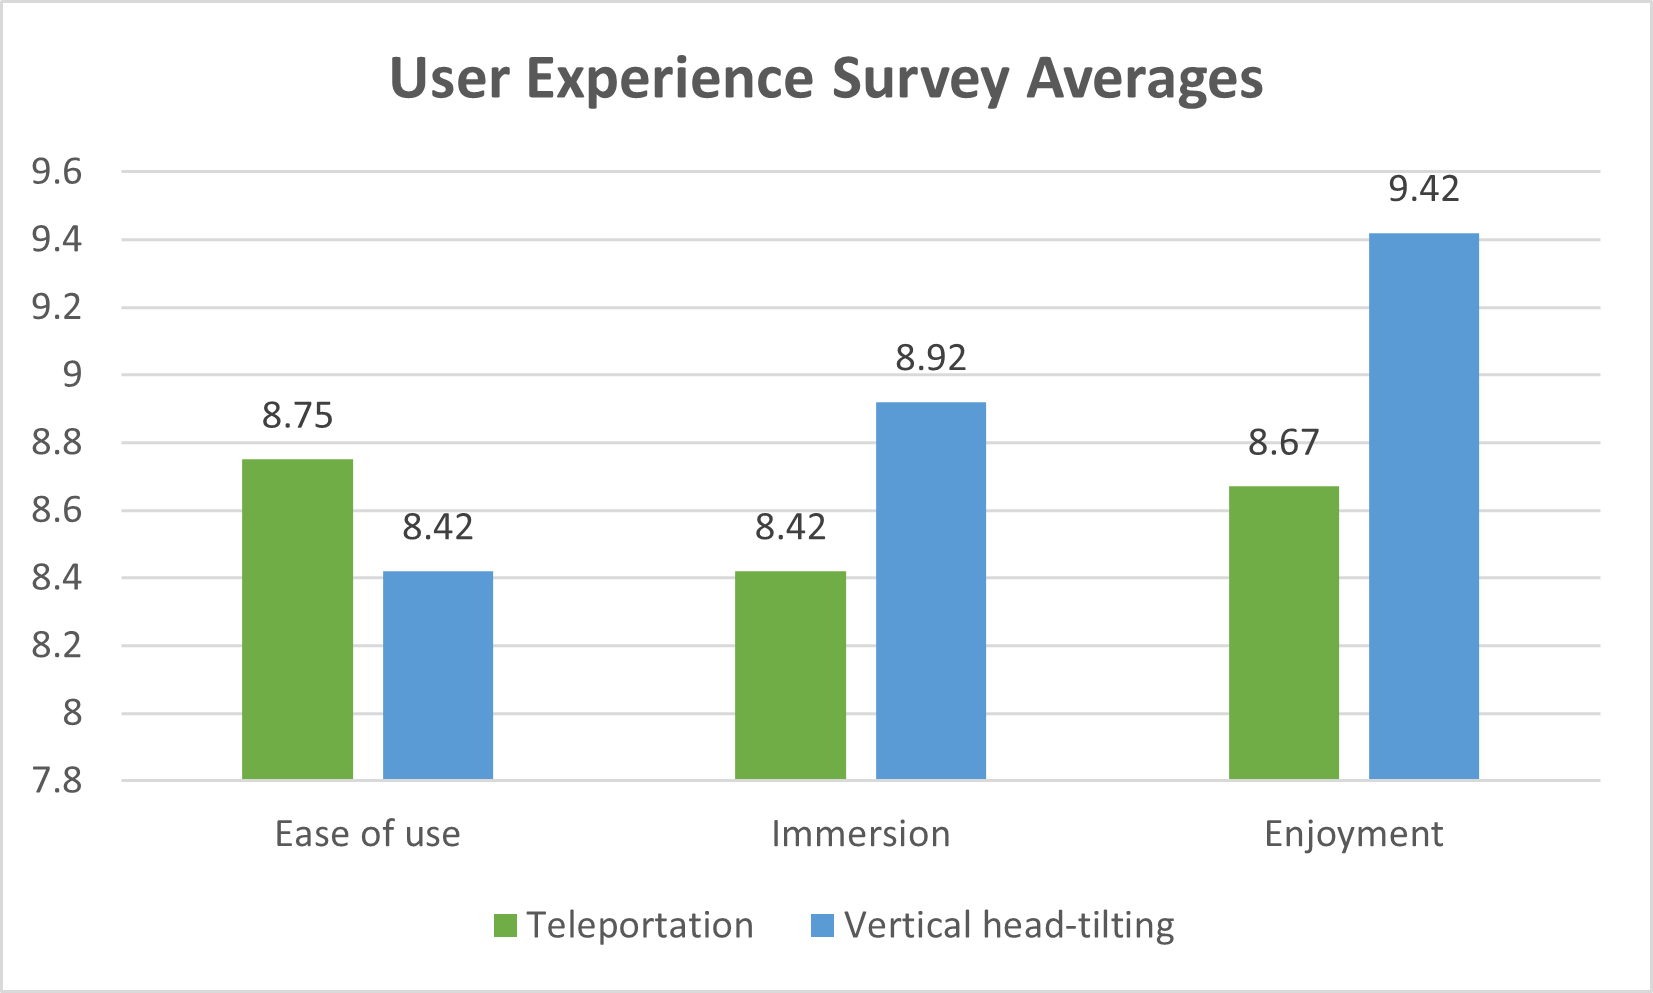 User Experience Survey Averages
9.6
9.4
9.2
9
8.8
8.6
8.4
8.2
8
7.8
8.75
8.42
8.42
8.92
8.67
9.42
Ease of use
Immersion
Enjoyment
Teleportation
Vertical head-tilting